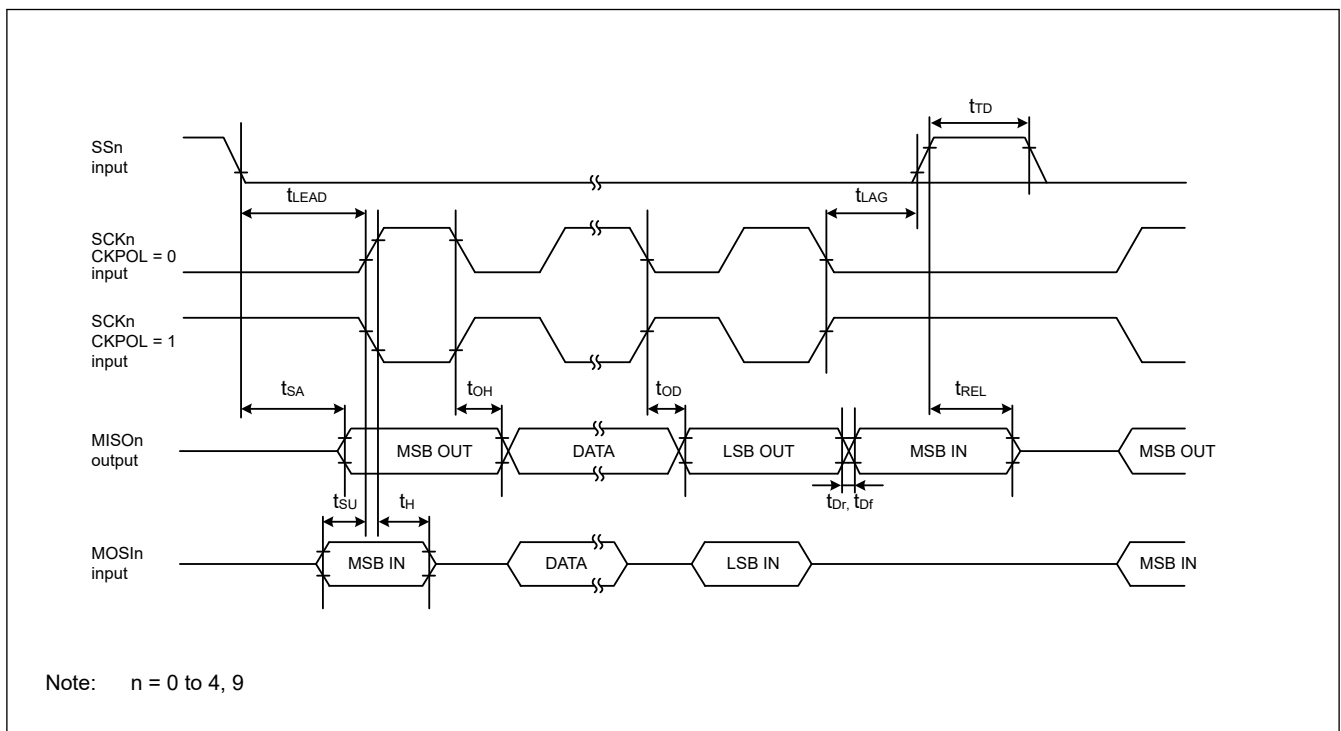 tTD
SSn
input
tLEAD
tLAG
SCKn
CKPOL = 0
input
SCKn
CKPOL = 1
input
tSA
tOH
tOD
tREL
MISOn
output
MSB OUT
DATA
LSB OUT
MSB IN
MSB OUT
tSU
tH
tDr, tDf
MOSIn
input
MSB IN
DATA
LSB IN
MSB IN
Note: n = 0 to 4, 9